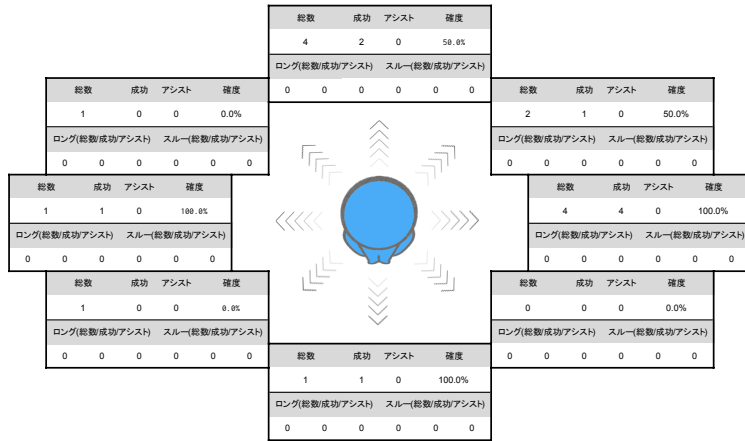 総数 成功 アシスト 確度
4 2 0 50.0%
ロング(総数/成功/アシスト) スルー(総数/成功/アシスト)
0 0 0 0 0 0
総数 成功 アシスト 確度
1 0 0 0.0%
ロング(総数/成功/アシスト) スルー(総数/成功/アシスト)
0 0 0 0 0 0
総数 成功 アシスト 確度
2 1 0 50.0%
ロング(総数/成功/アシスト) スルー(総数/成功/アシスト)
0 0 0 0 0 0
総数 成功 アシスト 確度
1 1 0 100.0%
ロング(総数/成功/アシスト) スルー(総数/成功/アシスト)
0 0 0 0 0 0
総数 成功 アシスト 確度
4 4 0 100.0%
ロング(総数/成功/アシスト) スルー(総数/成功/アシスト)
0 0 0 0 0 0
総数 成功 アシスト 確度
1 0 0 0.0%
ロング(総数/成功/アシスト) スルー(総数/成功/アシスト)
0 0 0 0 0 0
総数 成功 アシスト 確度
0 0 0 0.0%
ロング(総数/成功/アシスト) スルー(総数/成功/アシスト)
0 0 0 0 0 0
総数 成功 アシスト 確度
1 1 0 100.0%
ロング(総数/成功/アシスト) スルー(総数/成功/アシスト)
0 0 0 0 0 0